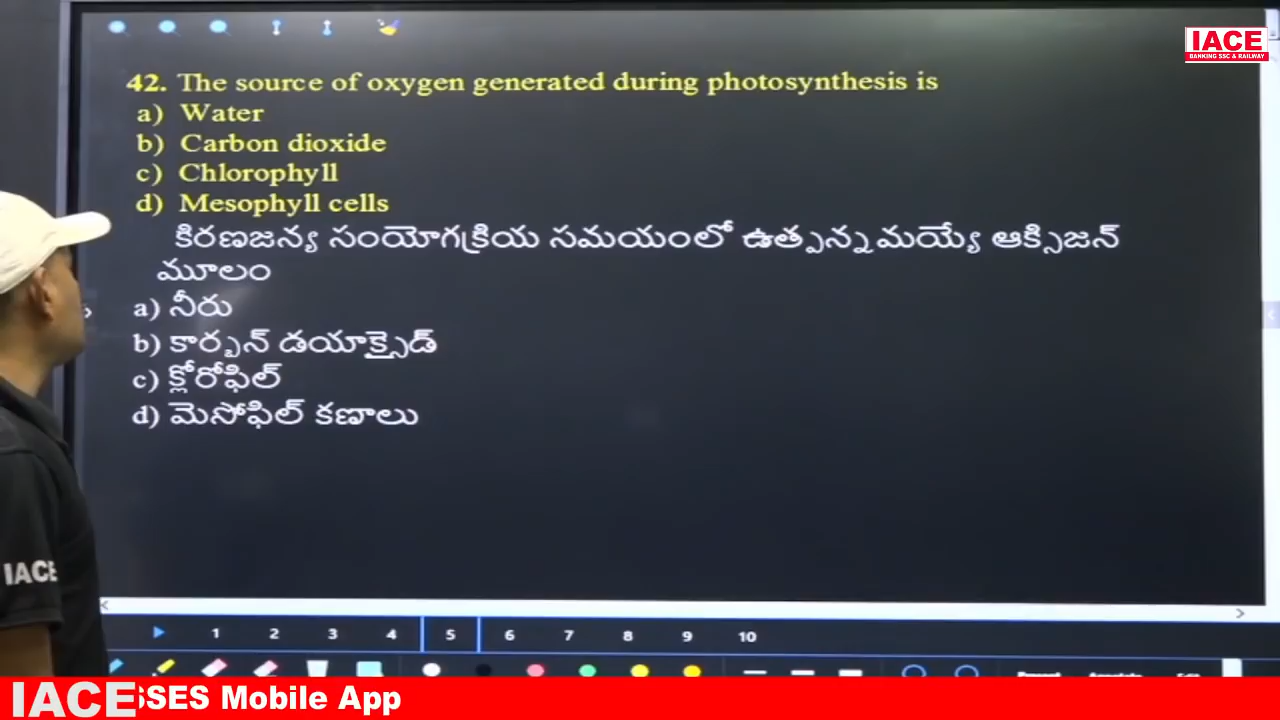 IACE
BANKING SSC & RAILWAY
42. The source of oxygen generated during photosynthesis is
a) Water
b) Carbon dioxide
c) Chlorophyll
d) Mesophyll cells
కిరణజన్య సంయోగక్రియ సమయంలో ఉత్పన్నమయ్యే ఆక్సిజన్
మూలం
a) నీరు
b) కార్బన్ డయాక్సైడ్
c) క్లోరోఫిల్
d) మెసోఫిల్ కణాలు
IACE
1 2 3 4 5 6 7 8 9 10
IACE SSES Mobile App